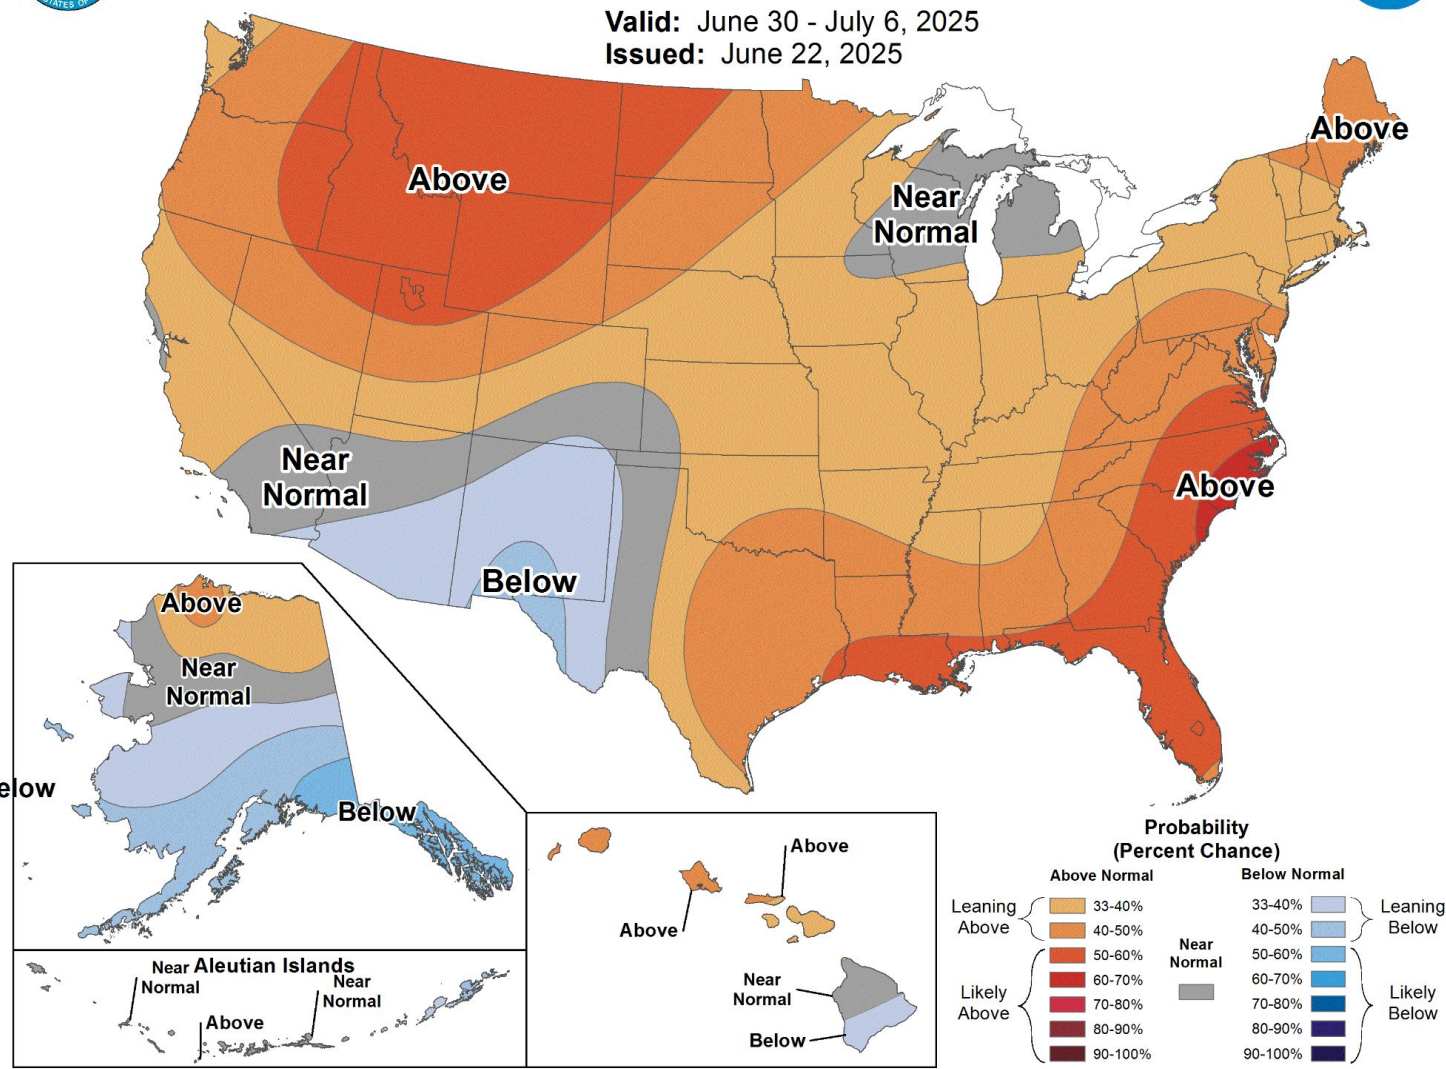 STATES OF
Valid: June 30 - July 6, 2025
Issued: June 22, 2025
Above
Above
Near
Normal
Near
Normal
Above
Below
Above
Near
Normal
elow
Below
Above
Above
Near
Normal
Below
Near
Normal
Aleutian Islands
Near
Normal
Above
Probability
(Percent Chance)
Above Normal
Below Normal
Leaning
Above
33-40%
40-50%
50-60%
60-70%
70-80%
80-90%
90-100%
Likely
Above
Near
Normal
33-40%
40-50%
50-60%
60-70%
70-80%
80-90%
90-100%
Leaning
Below
Likely
Below